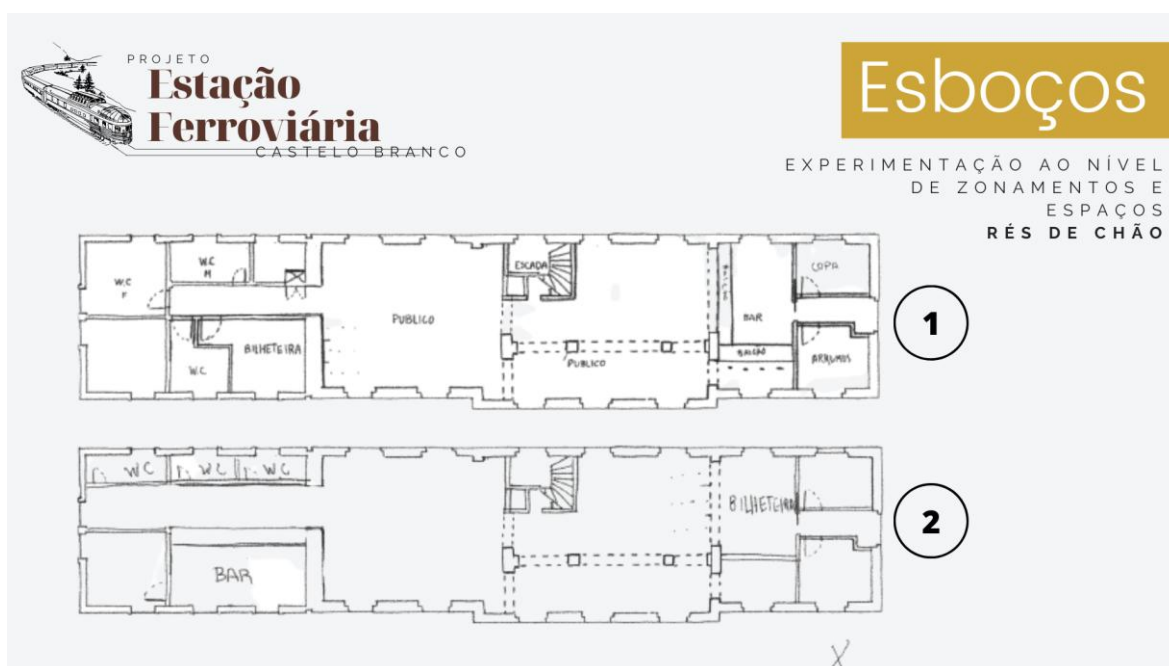 PROJETO
Estação
Ferroviária
CASTELO BRANCO
Esboços
EXPERIMENTAÇÃO AO NÍVEL
DE ZONAMENTOS E
ESPAÇOS
RÉS DE CHÃO
W.C
F
W.C
M
ESCADA
COPA
PUBLICO
BALCÃO
BAR
1
BILHETEIRA
BALCÃO
W.C
PUBLICO
ARRUMOS
WC
WC
WC
BILHETEIRA
2
BAR
X